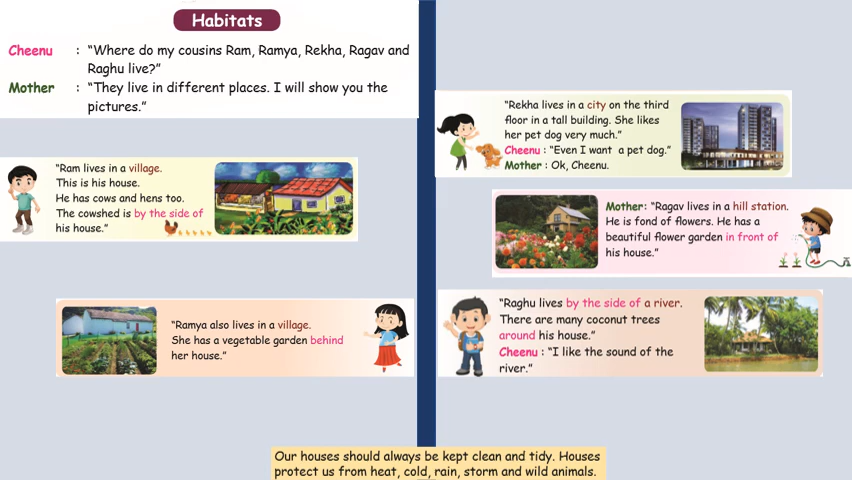 Habitats
Cheenu : “Where do my cousins Ram, Ramya, Rekha, Ragav and
Raghu live?”
Mother : “They live in different places. I will show you the
pictures.”
“Ram lives in a village.
This is his house.
He has cows and hens too.
The cowshed is by the side of
his house.”
“Ramya also lives in a village.
She has a vegetable garden behind
her house.”
“Rekha lives in a city on the third
floor in a tall building. She likes
her pet dog very much.”
Cheenu : “Even I want a pet dog.”
Mother : Ok, Cheenu.
Mother: “Ragav lives in a hill station.
He is fond of flowers. He has a
beautiful flower garden in front of
his house.”
“Raghu lives by the side of a river.
There are many coconut trees
around his house.”
Cheenu : “I like the sound of the
river.”
Our houses should always be kept clean and tidy. Houses
protect us from heat, cold, rain, storm and wild animals.